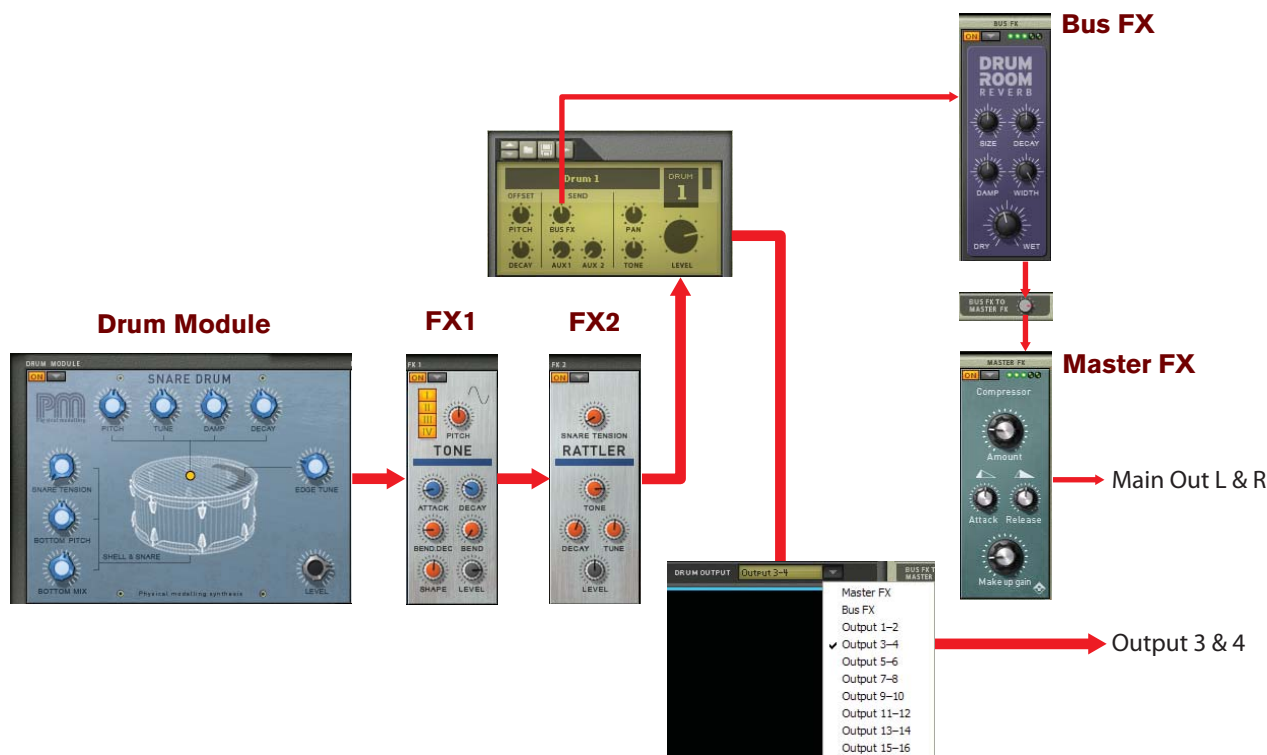 BUS FX
Bus FX
ON
DRUM
ROOM
REVERB
SIZE DECAY
DAMP WIDTH
DRY WET
Drum 1
DRUM
1
OFFSET SEND
PITCH BUS FX PAN
DECAY AUX 1 AUX 2 TONE LEVEL
BUS FX TO
MASTER FX
Drum Module
FX1
FX2
DRUM MODULE
ON
SNARE DRUM
PM
Physical modelling
PITCH TUNE DAMP DECAY
SNARE TENSION
EDGE TUNE
BOTTOM PITCH
SHELL & SNARE
BOTTOM MIX
Physical modelling synthesis
LEVEL
FX 1
ON
I
II
III
IV
PITCH
TONE
ATTACK DECAY
BEND.DEC BEND
SHAPE LEVEL
FX 2
ON
SNARE TENSION
RATTLER
TONE
DECAY TUNE
LEVEL
MASTER FX
Master FX
ON
Compressor
Amount
Attack Release
Make up gain
Main Out L & R
DRUM OUTPUT Output 3-4
BUS FX T
MASTER
Master FX
Bus FX
Output 1-2
✓ Output 3-4
Output 5-6
Output 7-8
Output 9-10
Output 11-12
Output 13-14
Output 15-16
Output 3 & 4